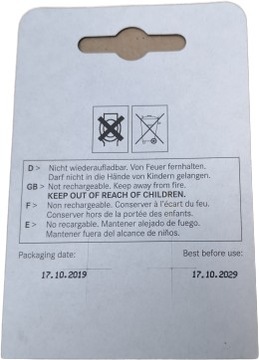 D > Nicht wiederaufladbar. Von Feuer fernhalten.
Darf nicht in die Hände von Kindern gelangen.
GB > Not rechargeable. Keep away from fire.
KEEP OUT OF REACH OF CHILDREN.
F > Non rechargeable. Conserver à l'écart du feu.
Conserver hors de la portée des enfants.
E > No recargable. Mantener alejado de fuego.
Mantener fuera del alcance de niños.
Packaging date: Best before use:
17.10.2019 17.10.2029